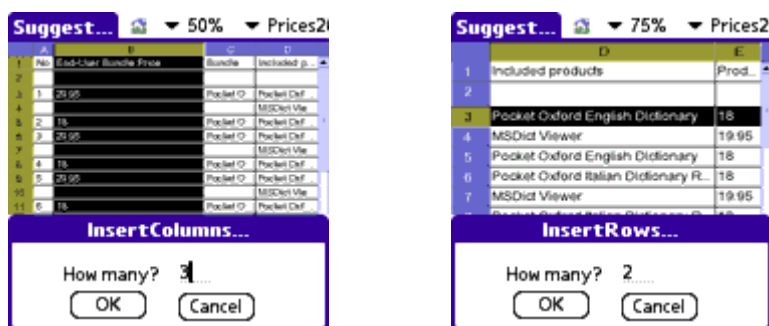 Suggest... 50% Prices2
A B C D
1 No End-User Bundle Price Bundle Included p...
2
3 1 29.95 Pocket O Pocket Oxf...
4 MSDict Vie
5 2 18 Pocket O Pocket Oxf...
6 3 29.95 Pocket O Pocket Oxf...
7 MSDict Vie
8 4 18 Pocket O Pocket Oxf...
9 5 29.95 Pocket O Pocket Oxf...
10 MSDict Vie
11 6 18 Pocket O Pocket Oxf...
InsertColumns...
How many? 3
OK Cancel
Suggest... 75% Prices2
D E
1 Included products Prod...
2
3 Pocket Oxford English Dictionary 18
4 MSDict Viewer 19.95
5 Pocket Oxford English Dictionary 18
6 Pocket Oxford Italian Dictionary R... 18
7 MSDict Viewer 19.95
InsertRows...
How many? 2
OK Cancel